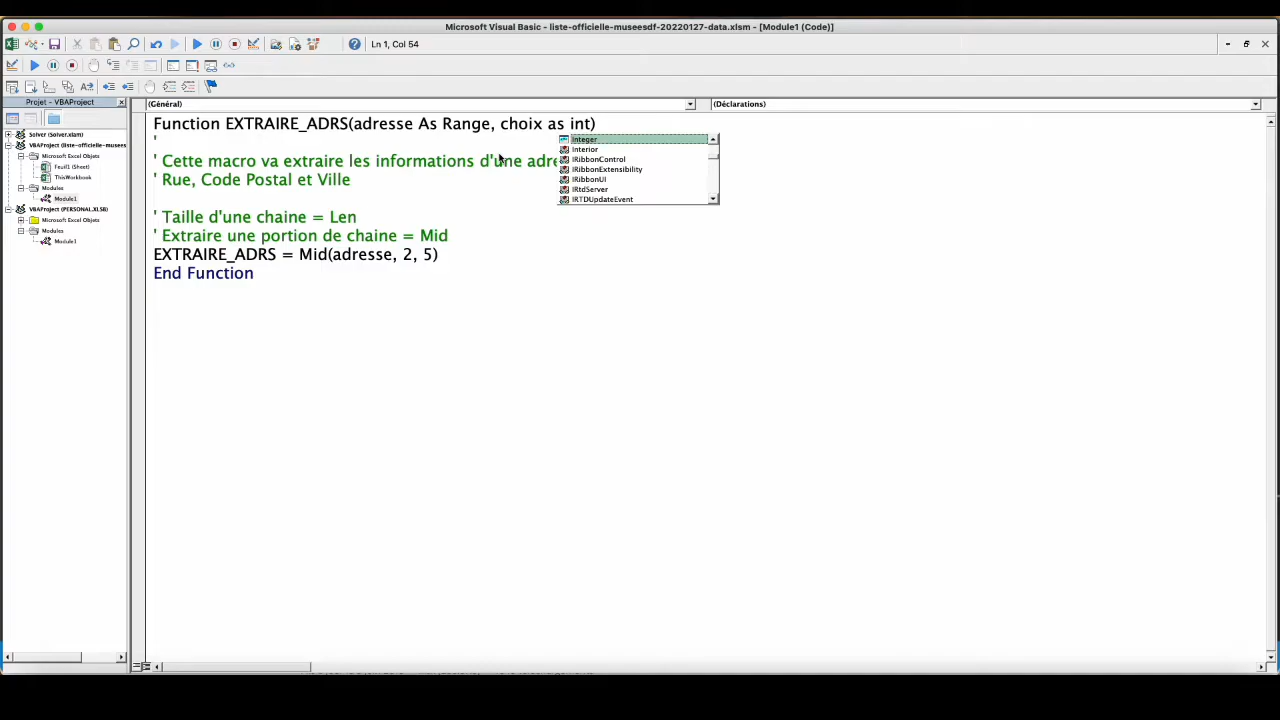 Microsoft Visual Basic - liste-officielle-museesdf-20220127-data.xlsm - [Module1 (Code)]
Ln 1, Col 54
Projet - VBAProject
(Général)
(Déclarations)
Solver (Solver.xlam)
VBAProject (liste-officielle-musees
Microsoft Excel Objets
Feuil1 (Sheet)
ThisWorkbook
Modules
Module1
VBAProject (PERSONAL.XLSB)
Microsoft Excel Objets
Modules
Module1
Function EXTRAIRE_ADRS(adresse As Range, choix as int)
'
' Cette macro va extraire les informations d'une adre
' Rue, Code Postal et Ville
' Taille d'une chaine = Len
' Extraire une portion de chaine = Mid
EXTRAIRE_ADRS = Mid(adresse, 2, 5)
End Function
Integer
Interior
IRibbonControl
IRibbonExtensibility
IRibbonUI
IRtdServer
IRTDUpdateEvent